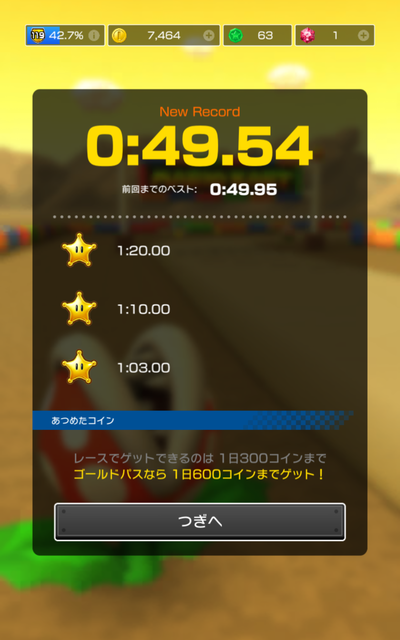 119 42.7% 7,464 63 1
New Record
0:49.54
前回までのベスト: 0:49.95
1:20.00
1:10.00
1:03.00
あつめたコイン
レースでゲットできるのは 1日300コインまで
ゴールドパスなら 1日600コインまでゲット!
つぎへ